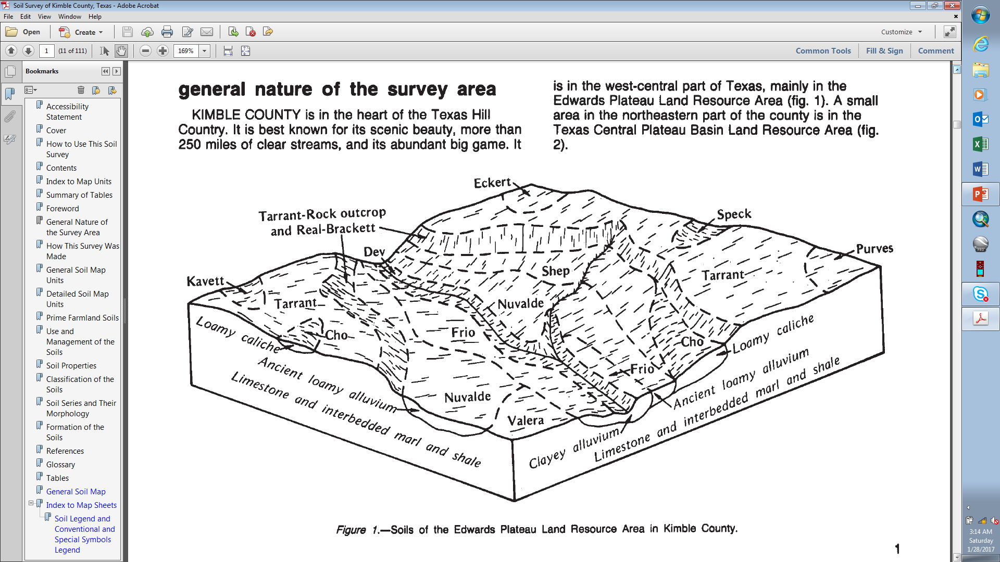 Soil Survey of Kimble County, Texas - Adobe Acrobat
File Edit View Window Help
Open Create Customize
1 (11 of 111) 169% Common Tools Fill & Sign Comment
Bookmarks
Accessibility
Statement
Cover
How to Use This Soil
Survey
Contents
Index to Map Units
Summary of Tables
Foreword
General Nature of
the Survey Area
How This Survey Was
Made
General Soil Map
Units
Detailed Soil Map
Units
Prime Farmland Soils
Use and
Management of the
Soils
Soil Properties
Classification of the
Soils
Soil Series and Their
Morphology
Formation of the
Soils
References
Glossary
Tables
General Soil Map
Index to Map Sheets
Soil Legend and
Conventional and
Special Symbols
Legend
general nature of the survey area
KIMBLE COUNTY is in the heart of the Texas Hill
Country. It is best known for its scenic beauty, more than
250 miles of clear streams, and its abundant big game. It
is in the west-central part of Texas, mainly in the
Edwards Plateau Land Resource Area (fig. 1). A small
area in the northeastern part of the county is in the
Texas Central Plateau Basin Land Resource Area (fig.
2).
Eckert
Tarrant-Rock outcrop
and Real-Brackett
Speck
Dev
Purves
Shep
Tarrant
Kavett
Tarrant
Nuvalde
Frio
Cho
Cho
Loamy caliche
Loamy caliche
Frio
Ancient loamy alluvium
Ancient loamy alluvium
Nuvalde
Valera
Limestone and interbedded marl and shale
Clayey alluvium
Limestone and interbedded marl and shale
Figure 1.—Soils of the Edwards Plateau Land Resource Area in Kimble County.
1
PRO
3:14 AM
Saturday
1/28/2017